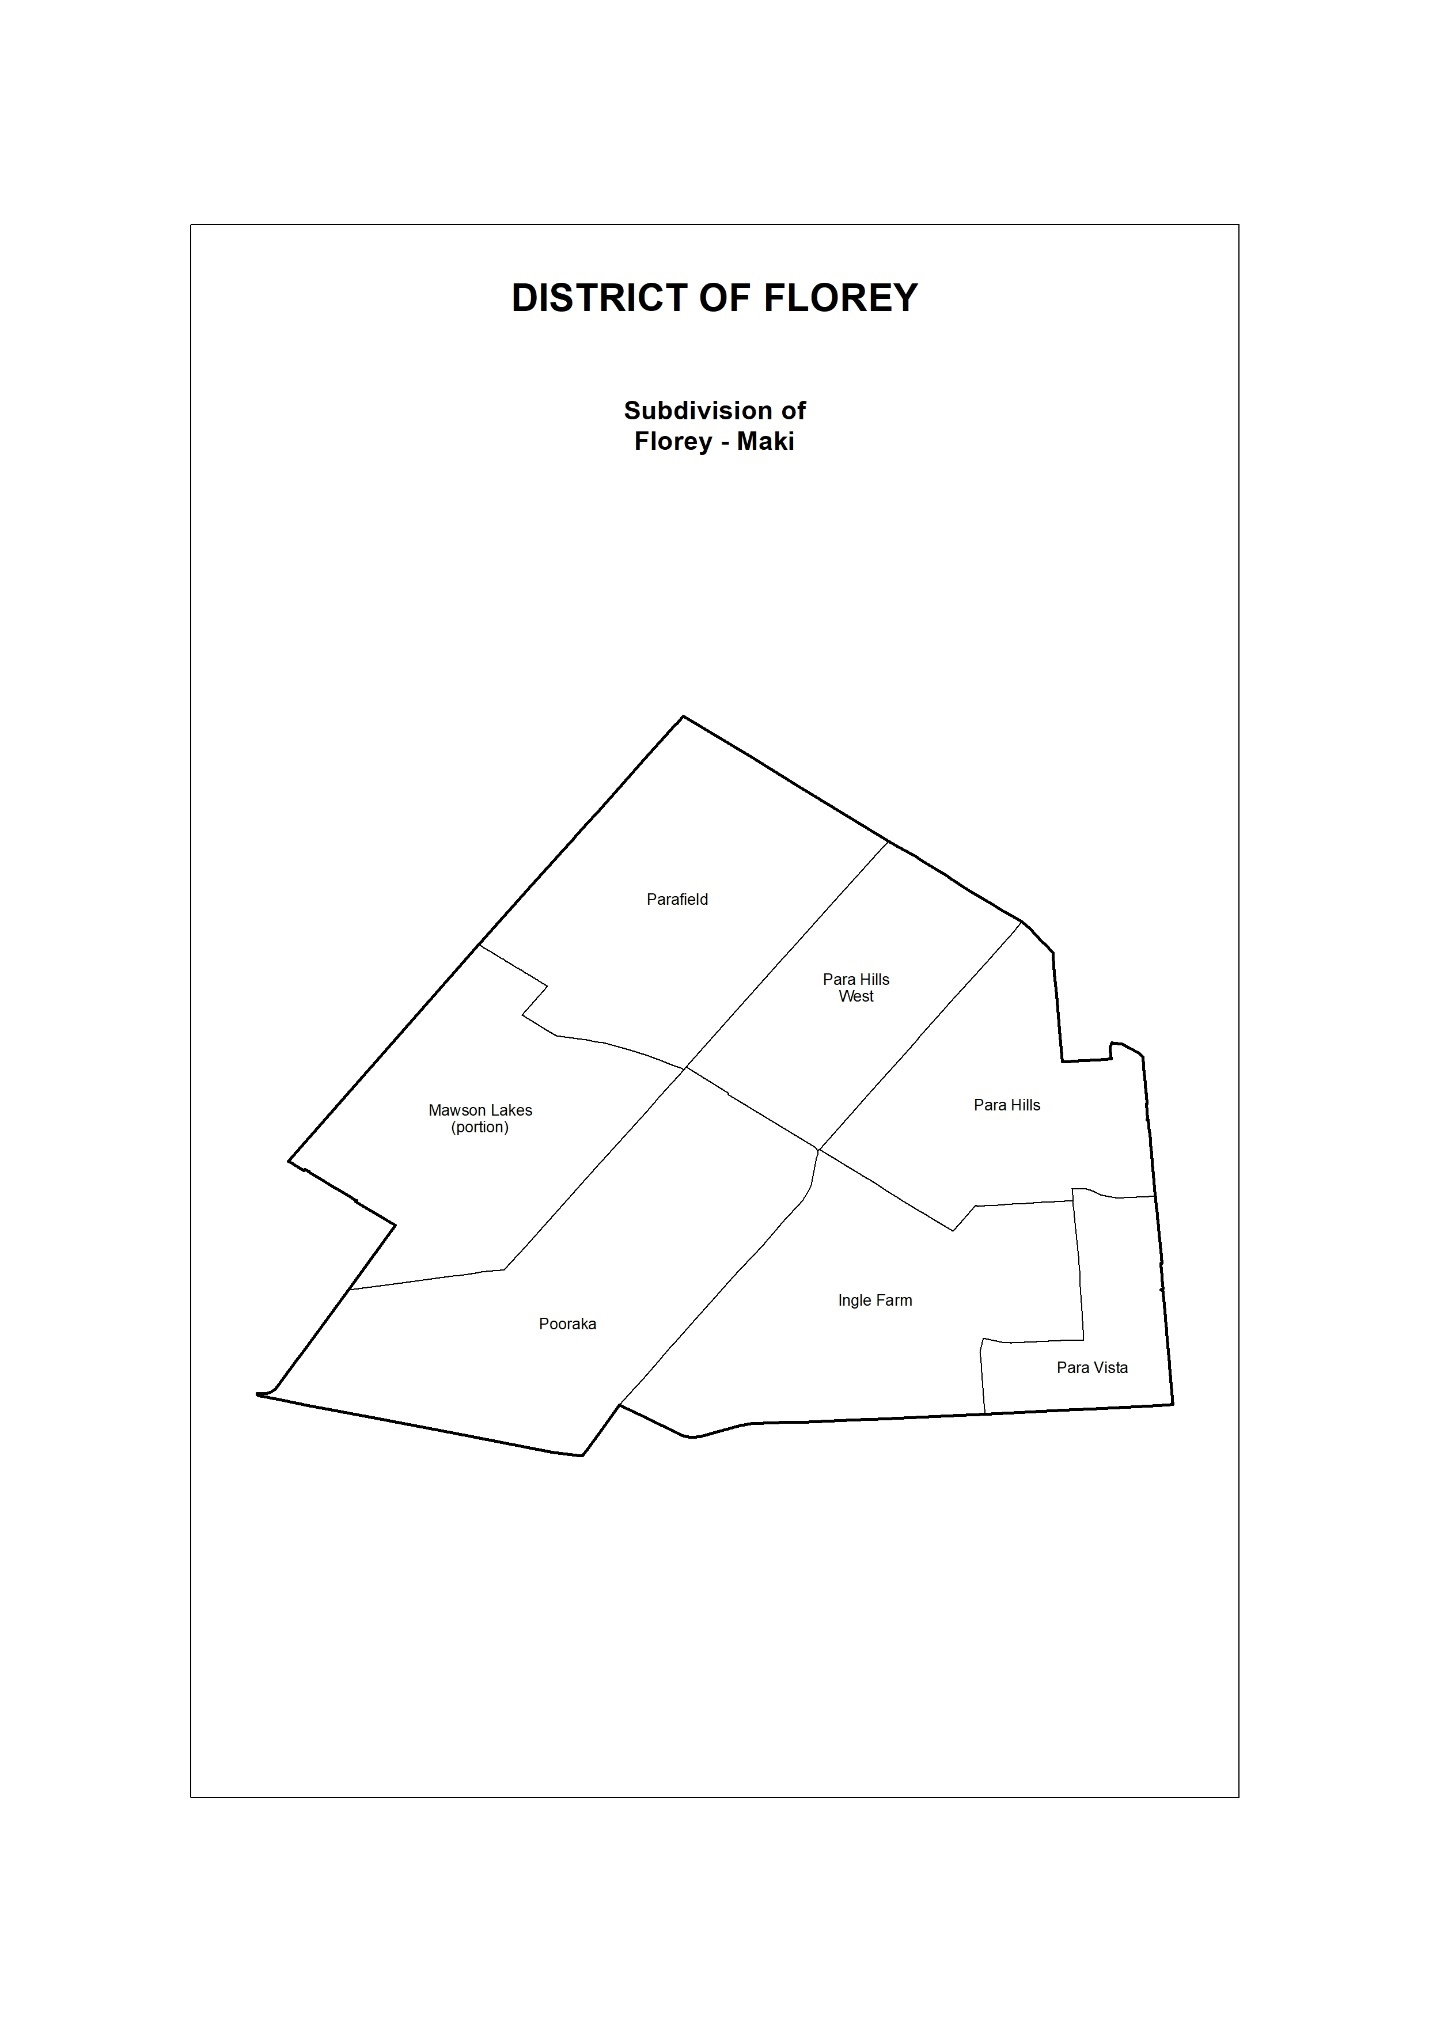 DISTRICT OF FLOREY
Subdivision of
Florey - Maki
Parafield
Para Hills
West
Mawson Lakes
(portion)
Para Hills
Ingle Farm
Pooraka
Para Vista